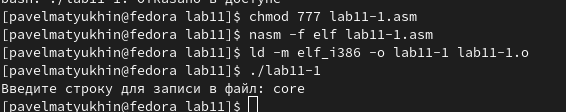 bash: ./lab11-1: отказано в доступе
[pavelmatyukhin@fedora lab11]$ chmod 777 lab11-1.asm
[pavelmatyukhin@fedora lab11]$ nasm -f elf lab11-1.asm
[pavelmatyukhin@fedora lab11]$ ld -m elf_i386 -o lab11-1 lab11-1.o
[pavelmatyukhin@fedora lab11]$ ./lab11-1
Введите строку для записи в файл: core
[pavelmatyukhin@fedora lab11]$